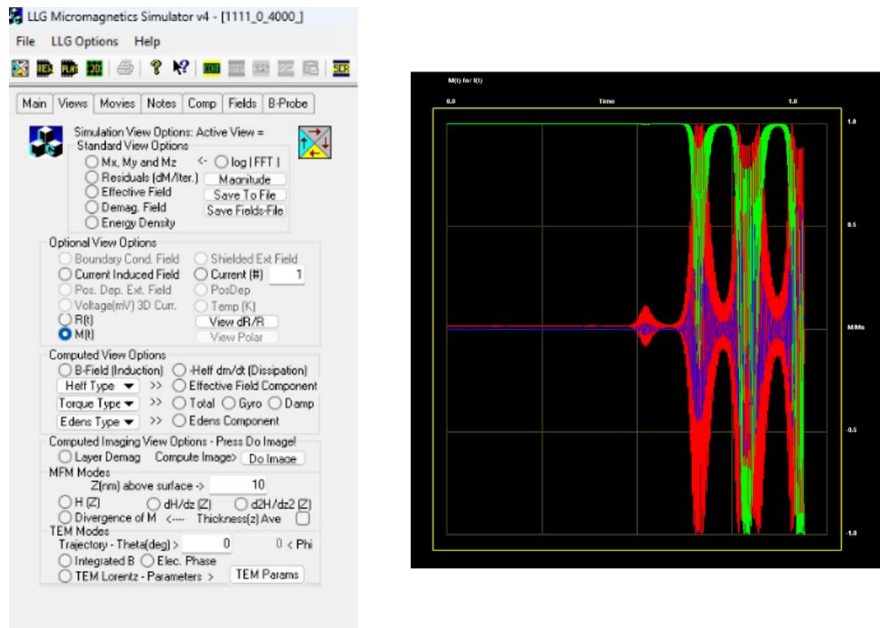 LLG Micromagnetics Simulator v4 - [1111_0_4000_]
File LLG Options Help
Main Views Movies Notes Comp Fields B-Probe
Simulation View Options: Active View =
Standard View Options
Mx, My and Mz <- log | FFT |
Residuals (dM/Iter.) Magnitude
Effective Field Save To File
Demag. Field Save Fields-File
Energy Density
Optional View Options
Boundary Cond. Field Shielded Ext Field
Current Induced Field Current (#) 1
Pos. Dep. Ext. Field PosDep
Voltage(mV) 3D Curr. Temp (K)
R(t) View dR/R
M(t) View Polar
Computed View Options
B-Field (Induction) -Heff dm/dt (Dissipation)
Heff Type >> Effective Field Component
Torque Type >> Total Gyro Damp
Edens Type >> Edens Component
Computed Imaging View Options - Press Do Image!
Layer Demag Compute Image> Do Image
MFM Modes
Z(nm) above surface -> 10
H (Z) dH/dz (Z) d2H/dz2 (Z)
Divergence of M <---- Thickness(z) Ave
TEM Modes
Trajectory - Theta(deg) > 0 0 < Phi
Integrated B Elec. Phase
TEM Lorentz - Parameters > TEM Params
M(t) for I(t)
0.0 Time 1.0
1.0
0.5
M/Ms
-0.5
-1.0